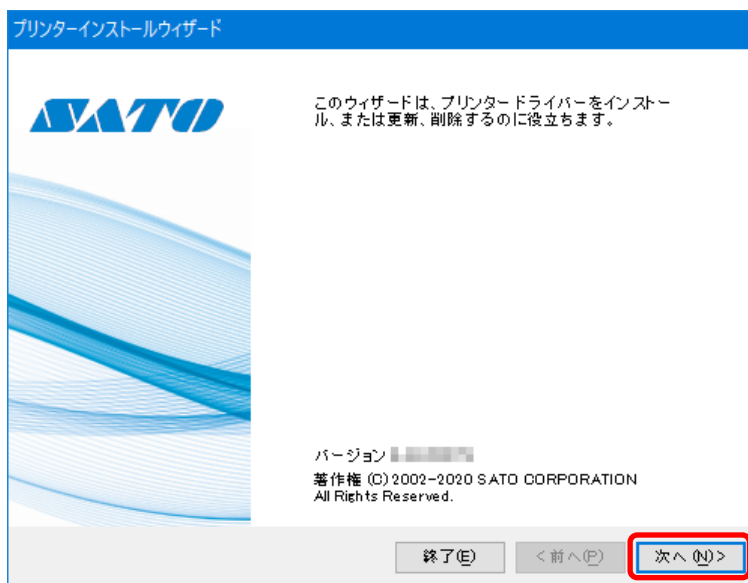 プリンターインストールウィザード
SATO
このウィザードは、プリンター ドライバーをインストー
ル、または更新、削除するのに役立ちます。
バージョン
著作権 (C) 2002-2020 SATO CORPORATION
All Rights Reserved.
終了(E) <前へ(P) 次へ(N)>